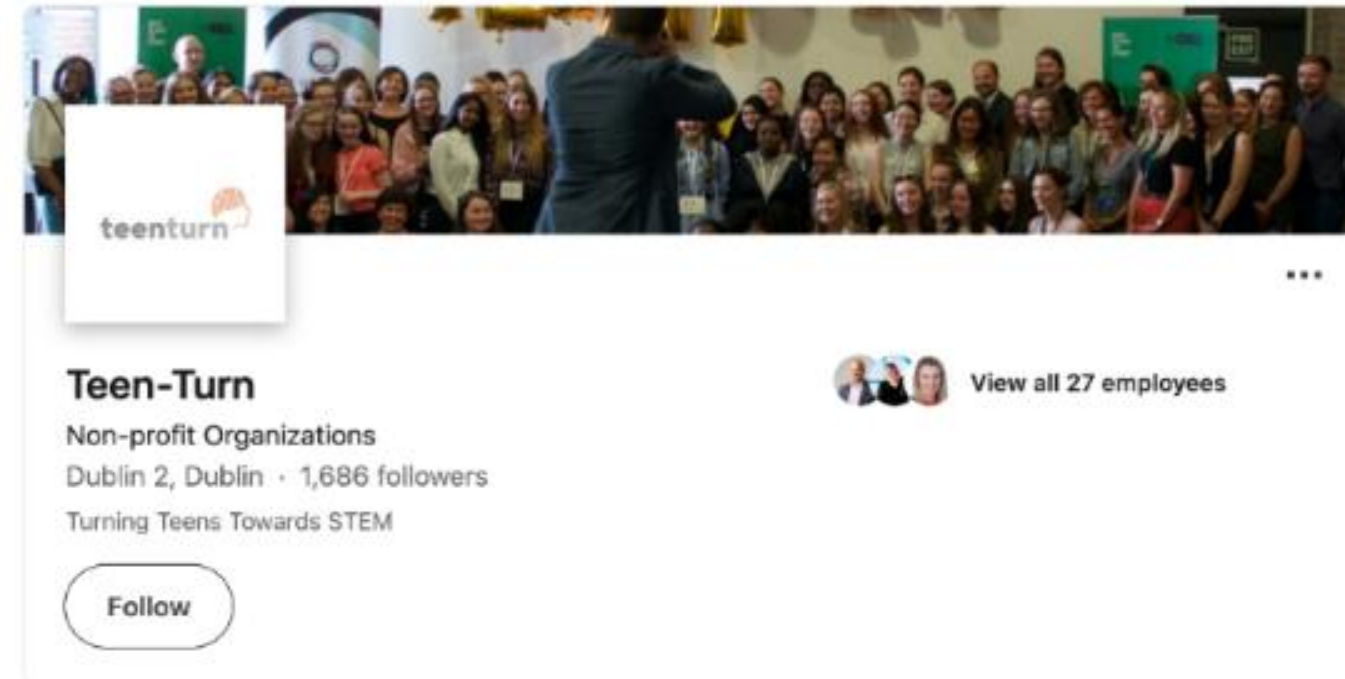 teenturn
Teen-Turn
View all 27 employees
Non-profit Organizations
Dublin 2, Dublin · 1,686 followers
Turning Teens Towards STEM
Follow